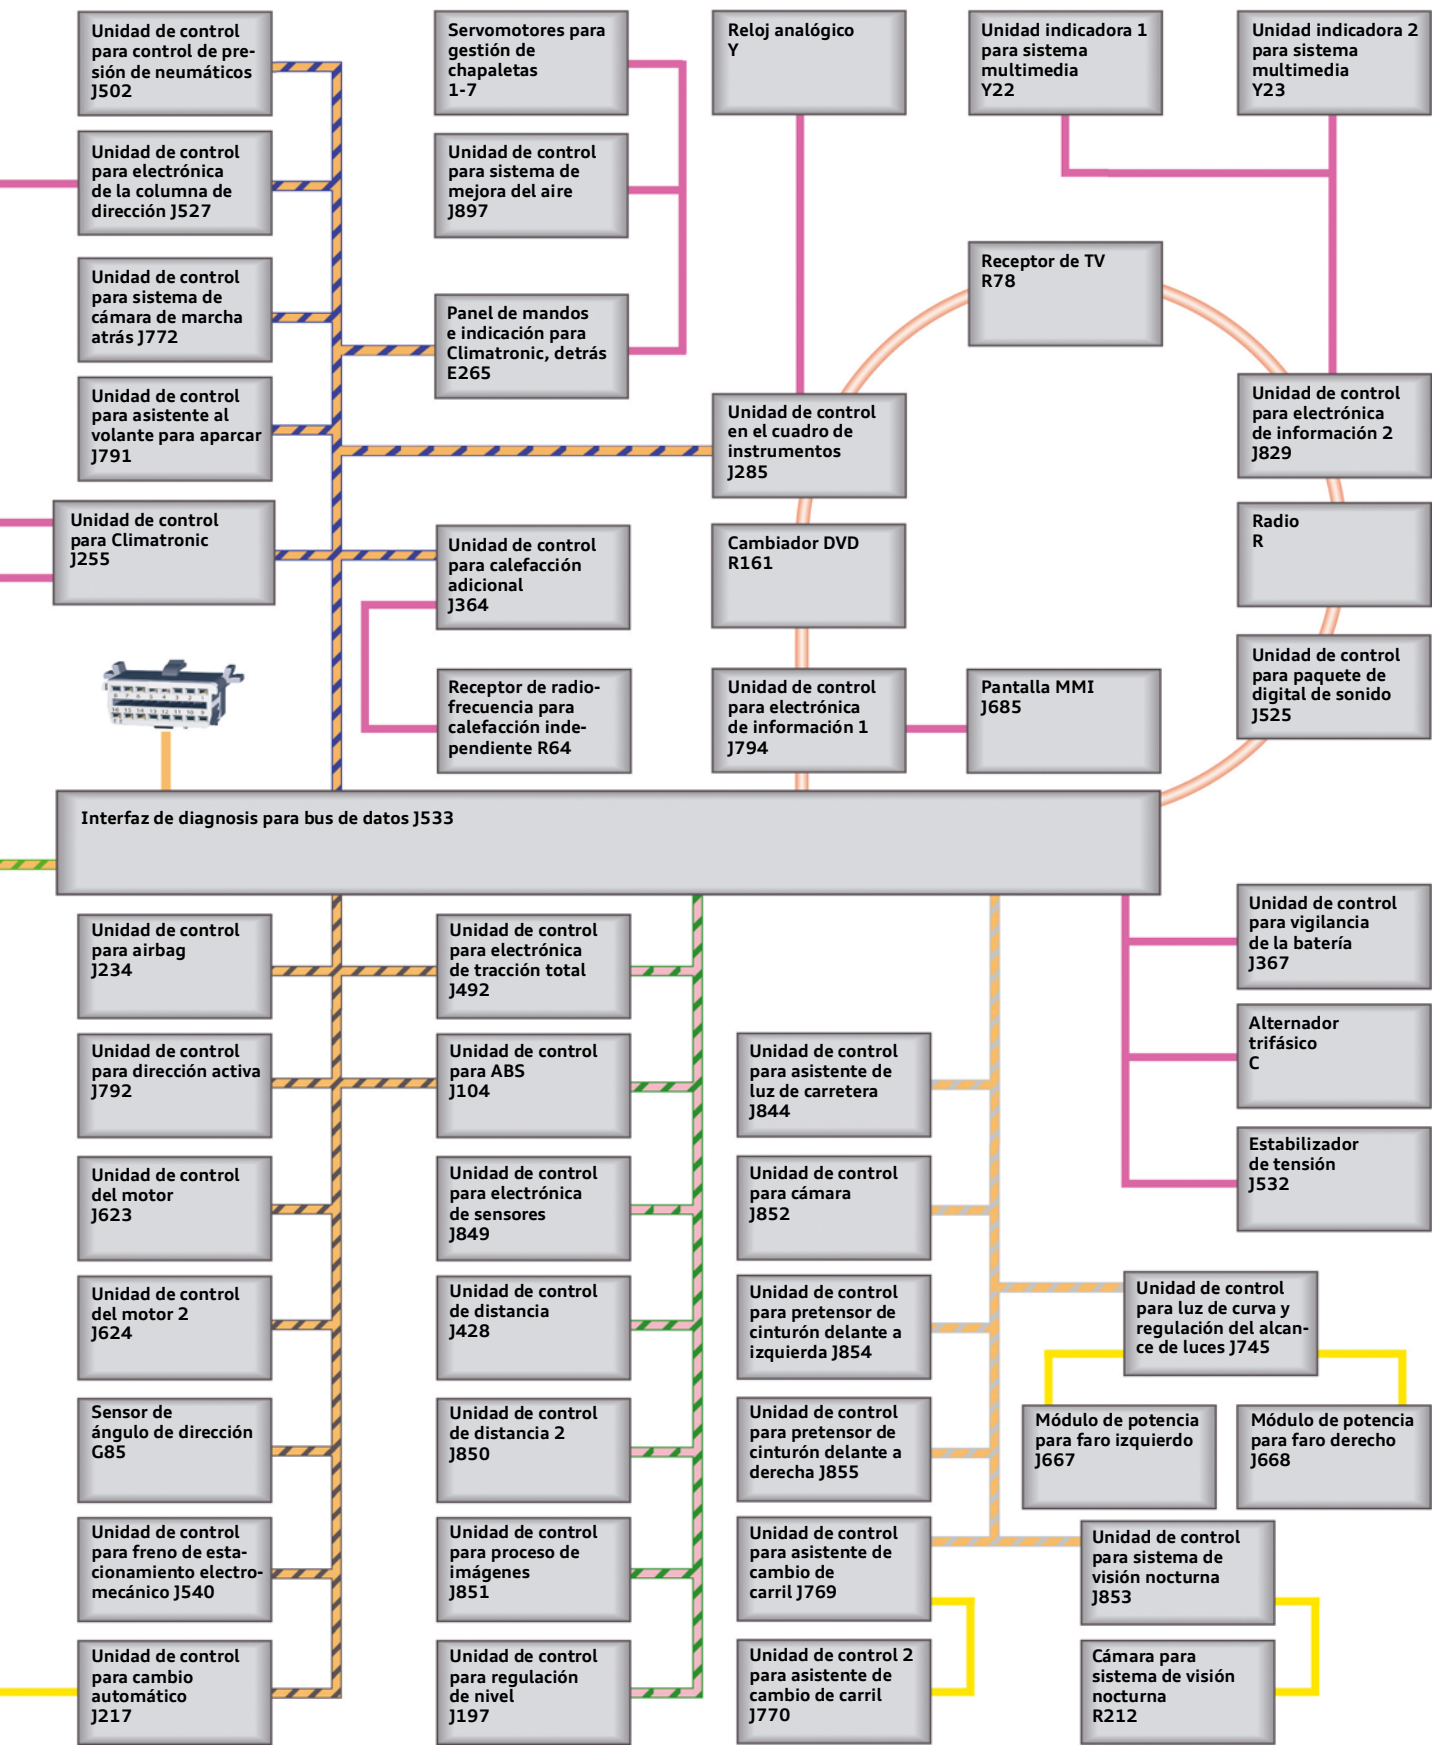 Unidad de control
para control de pre-
sión de neumáticos
J502
Servomotores para
gestión de
chapaletas
1-7
Reloj analógico
Y
Unidad indicadora 1
para sistema
multimedia
Y22
Unidad indicadora 2
para sistema
multimedia
Y23
Unidad de control
para electrónica
de la columna de
dirección J527
Unidad de control
para sistema de
mejora del aire
J897
Unidad de control
para sistema de
cámara de marcha
atrás J772
Panel de mandos
e indicación para
Climatronic, detrás
E265
Receptor de TV
R78
Unidad de control
para asistente al
volante para aparcar
J791
Unidad de control
en el cuadro de
instrumentos
J285
Unidad de control
para electrónica
de información 2
J829
Unidad de control
para Climatronic
J255
Unidad de control
para calefacción
adicional
J364
Cambiador DVD
R161
Radio
R
Receptor de radio-
frecuencia para
calefacción inde-
pendiente R64
Unidad de control
para electrónica
de información 1
J794
Pantalla MMI
J685
Unidad de control
para paquete de
digital de sonido
J525
Interfaz de diagnosis para bus de datos J533
Unidad de control
para airbag
J234
Unidad de control
para electrónica
de tracción total
J492
Unidad de control
para vigilancia
de la batería
J367
Unidad de control
para dirección activa
J792
Unidad de control
para ABS
J104
Unidad de control
para asistente de
luz de carretera
J844
Alternador
trifásico
C
Unidad de control
del motor
J623
Unidad de control
para electrónica
de sensores
J849
Unidad de control
para cámara
J852
Estabilizador
de tensión
J532
Unidad de control
del motor 2
J624
Unidad de control
de distancia
J428
Unidad de control
para pretensor de
cinturón delante a
izquierda J854
Unidad de control
para luz de curva y
regulación del alcan-
ce de luces J745
Sensor de
ángulo de dirección
G85
Unidad de control
de distancia 2
J850
Unidad de control
para pretensor de
cinturón delante a
derecha J855
Módulo de potencia
para faro izquierdo
J667
Módulo de potencia
para faro derecho
J668
Unidad de control
para freno de esta-
cionamiento electro-
mecánico J540
Unidad de control
para proceso de
imágenes
J851
Unidad de control
para asistente de
cambio de
carril J769
Unidad de control
para sistema de
visión nocturna
J853
Unidad de control
para cambio
automático
J217
Unidad de control
para regulación
de nivel
J197
Unidad de control 2
para asistente de
cambio de carril
J770
Cámara para
sistema de visión
nocturna
R212